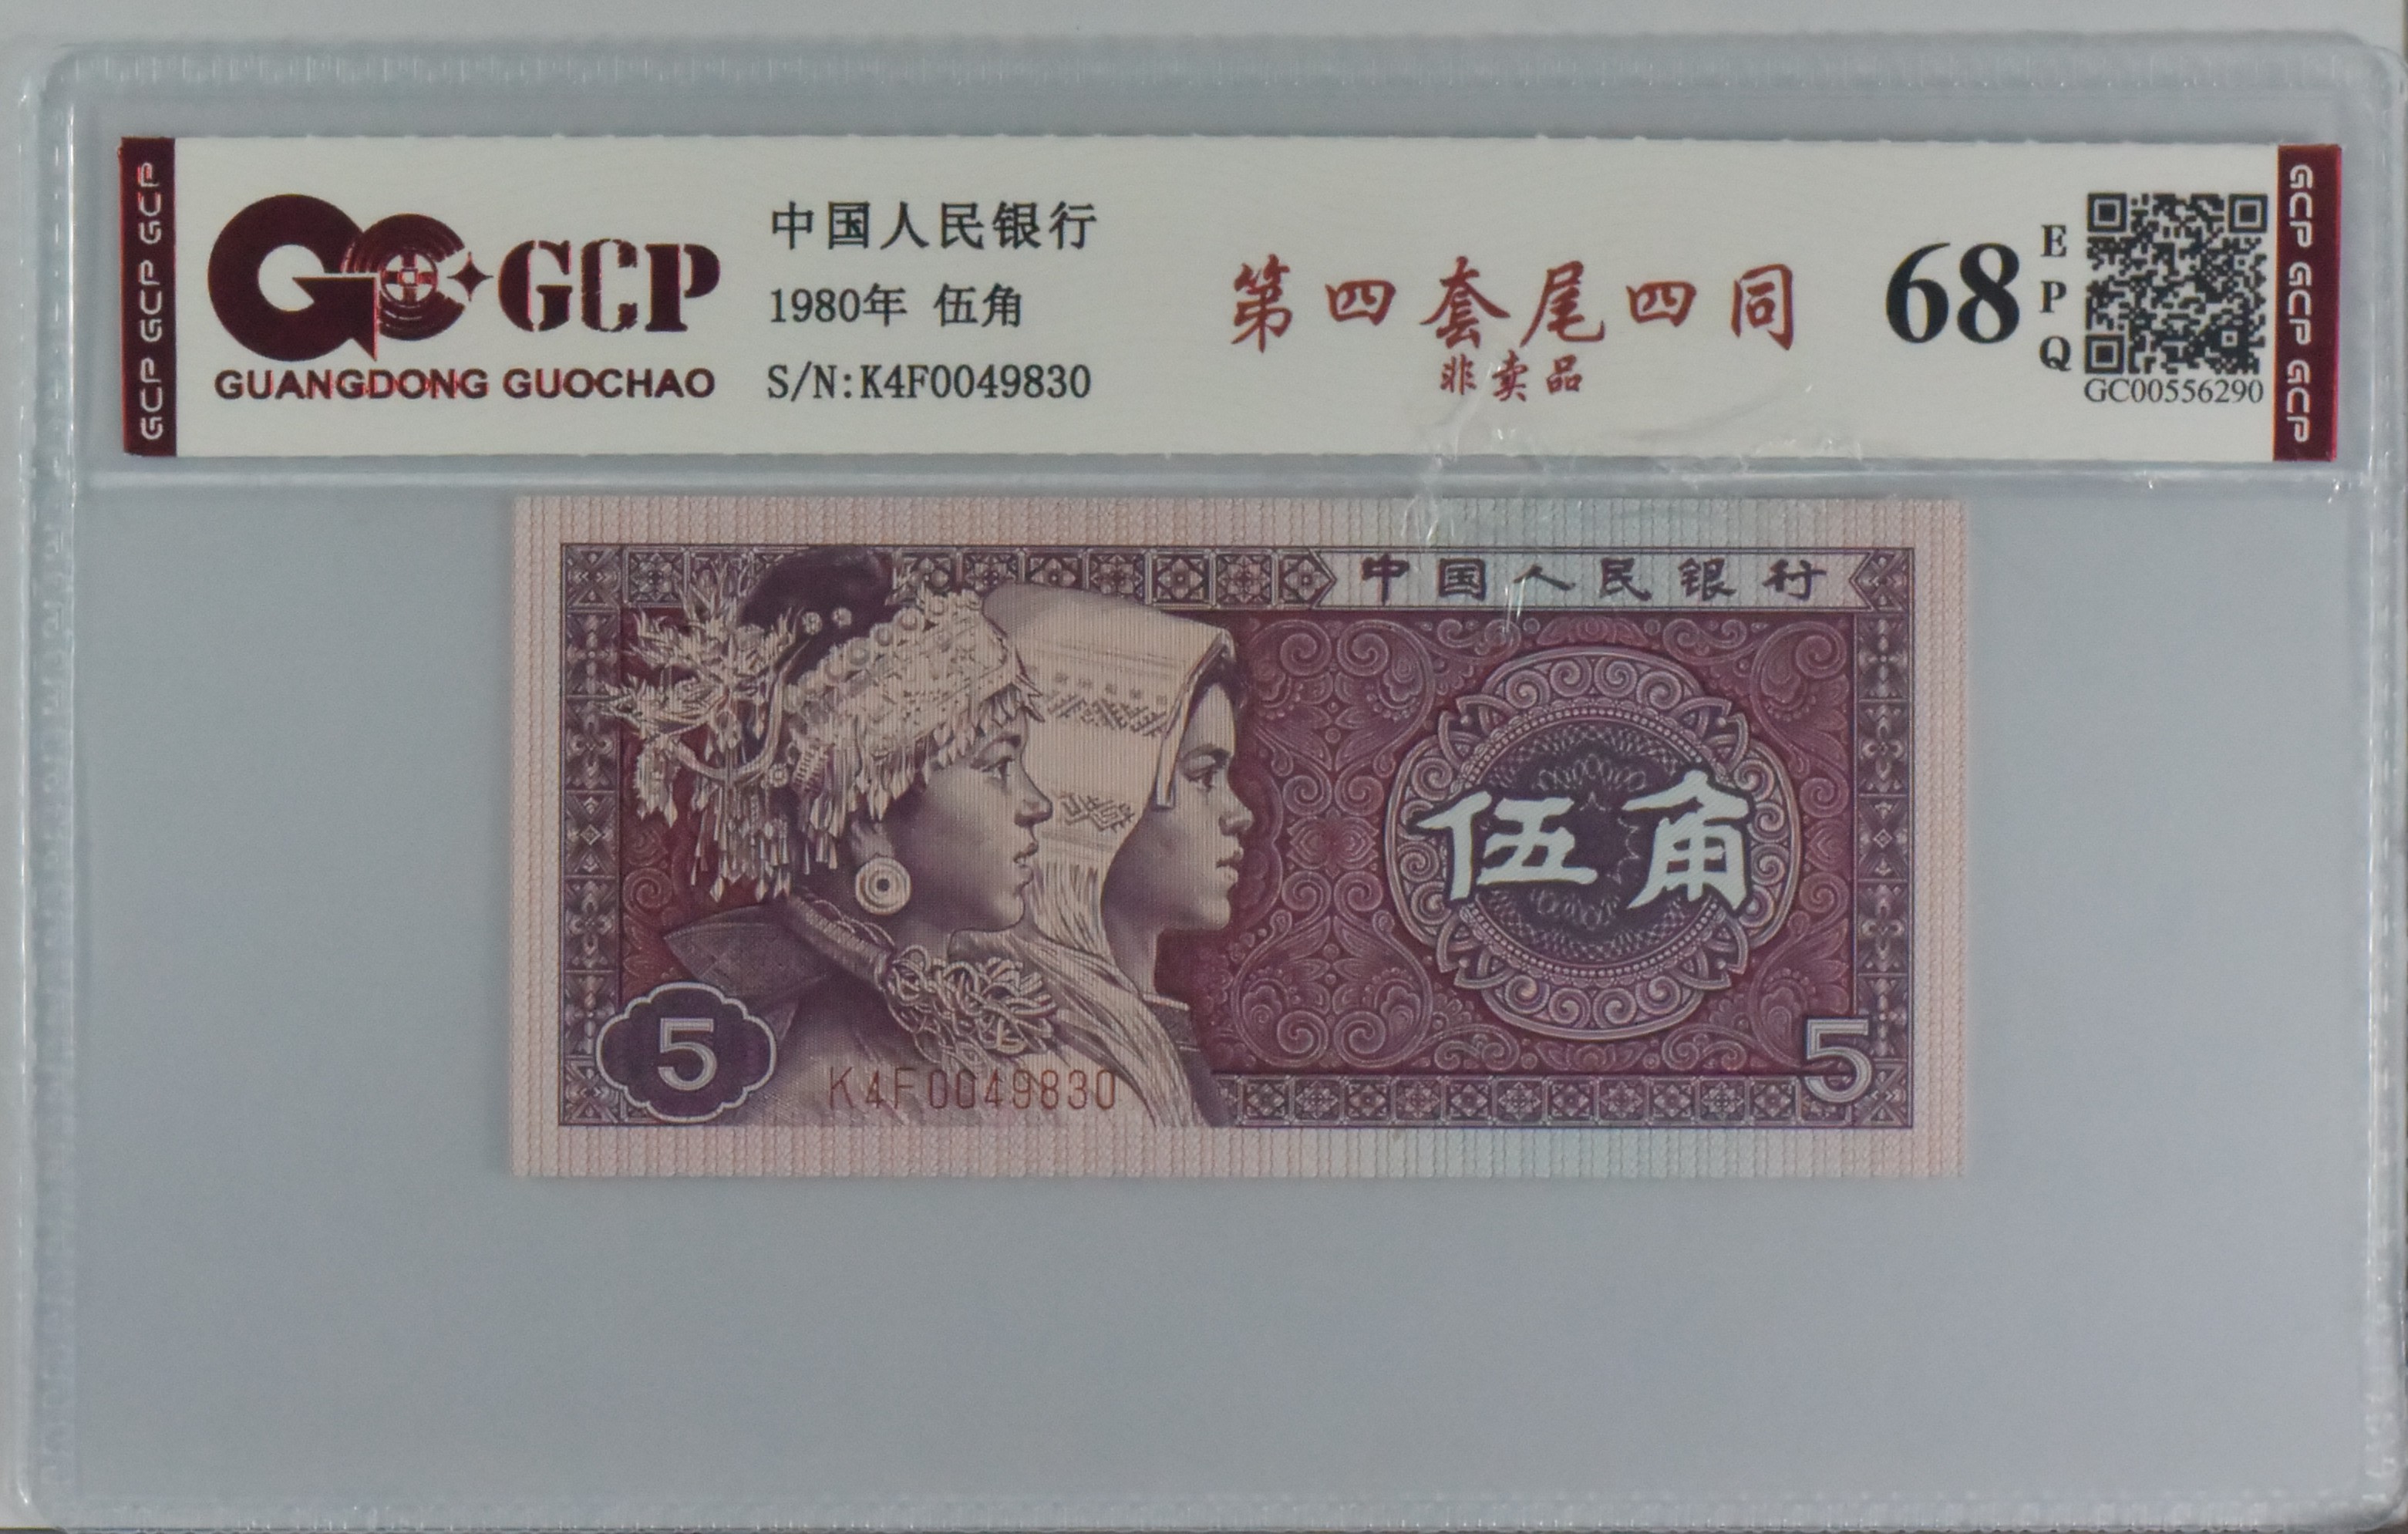 GCP GCP GCP
GCP
GUANGDONG GUOCHAO
中国人民银行
1980年 伍角
S/N:K4F0049830
第四套尾四同
非卖品
68
EPQ
GC00556290
GCP GCP GCP
中国人民银行
伍角
5
K4F0049830
5